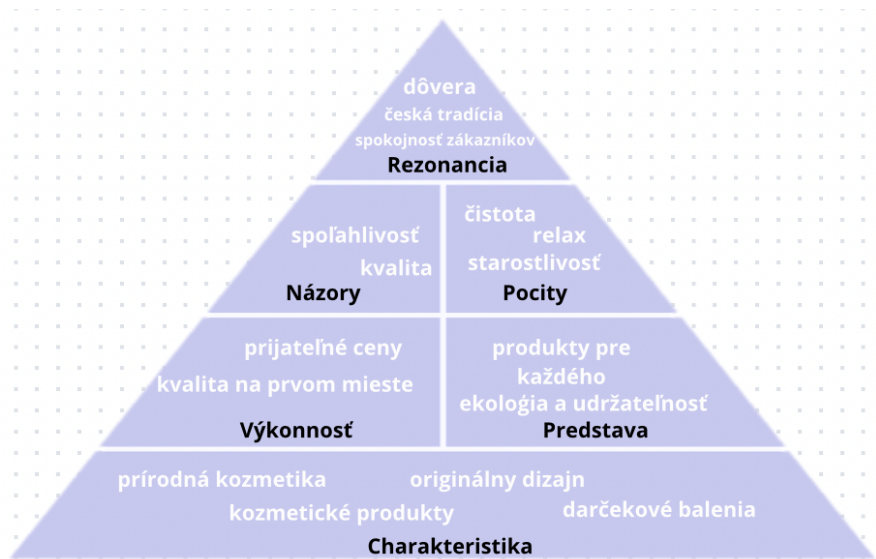 dôvera
česká tradícia
spokojnosť zákazníkov
Rezonancia
spoľahlivosť
kvalita
Názory
čistota
relax
starostlivosť
Pocity
prijateľné ceny
kvalita na prvom mieste
Výkonnosť
produkty pre
každého
ekoloģia a udržateľnosť
Predstava
prírodná kozmetika
originálny dizajn
kozmetické produkty
darčekové balenia
Charakteristika